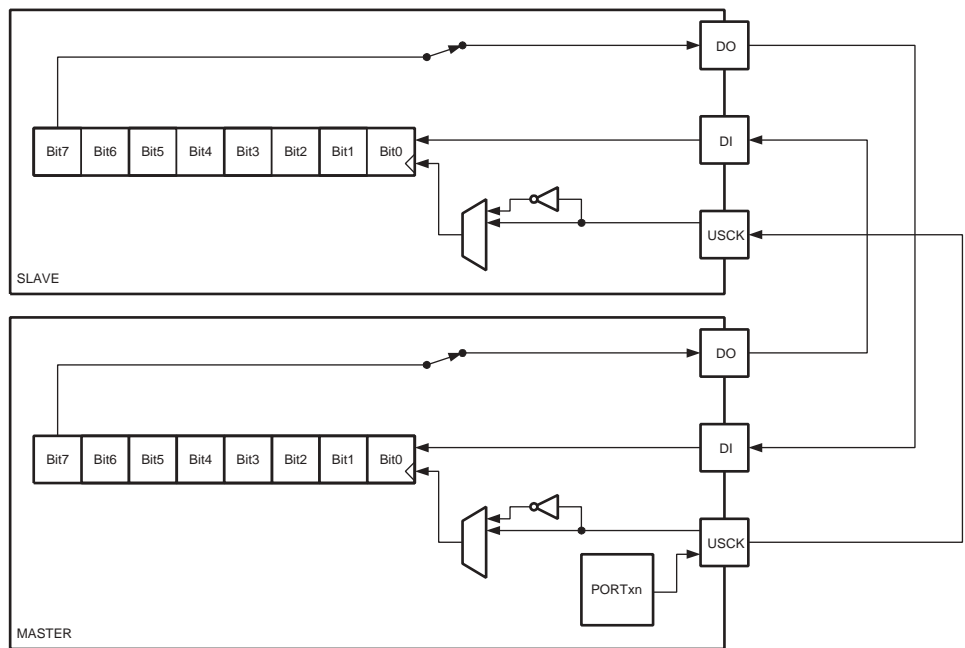 DO
Bit7 Bit6 Bit5 Bit4 Bit3 Bit2 Bit1 Bit0
DI
USCK
SLAVE
DO
Bit7 Bit6 Bit5 Bit4 Bit3 Bit2 Bit1 Bit0
DI
USCK
PORTxn
MASTER